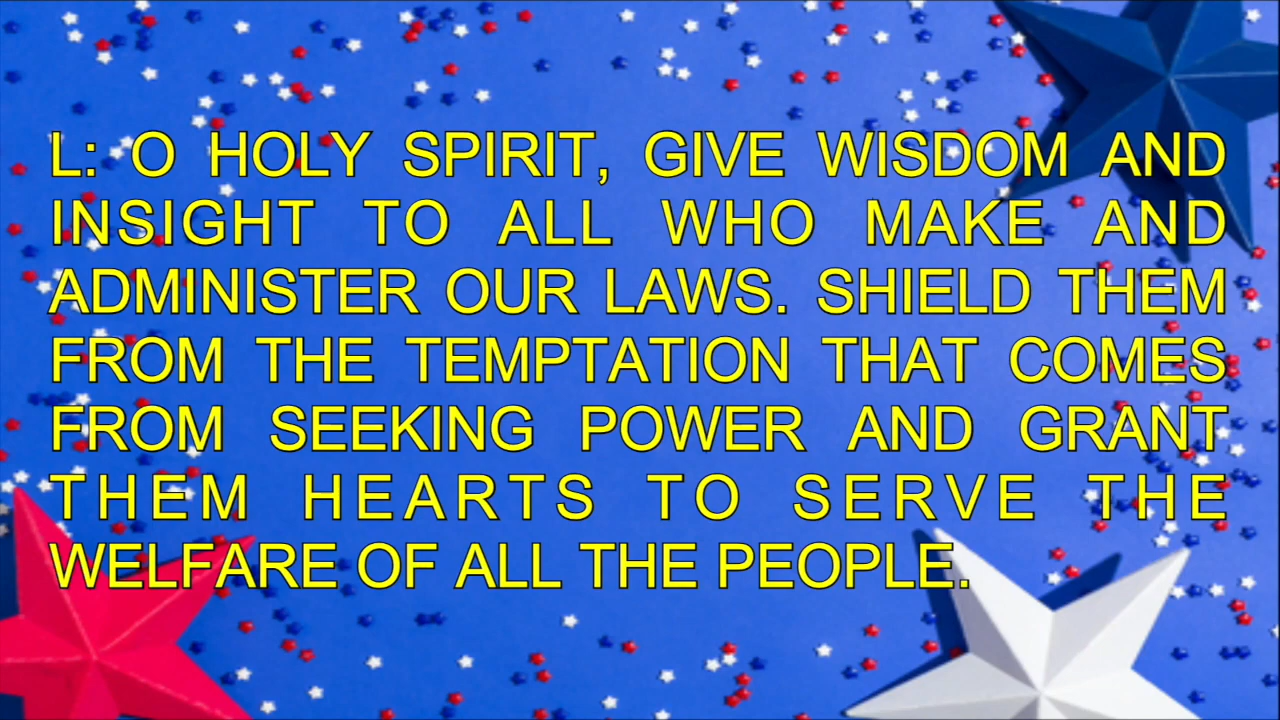 L: O HOLY SPIRIT, GIVE WISDOM AND
INSIGHT TO ALL WHO MAKE AND
ADMINISTER OUR LAWS. SHIELD THEM
FROM THE TEMPTATION THAT COMES
FROM SEEKING POWER AND GRANT
THEM HEARTS TO SERVE THE
WELFARE OF ALL THE PEOPLE.